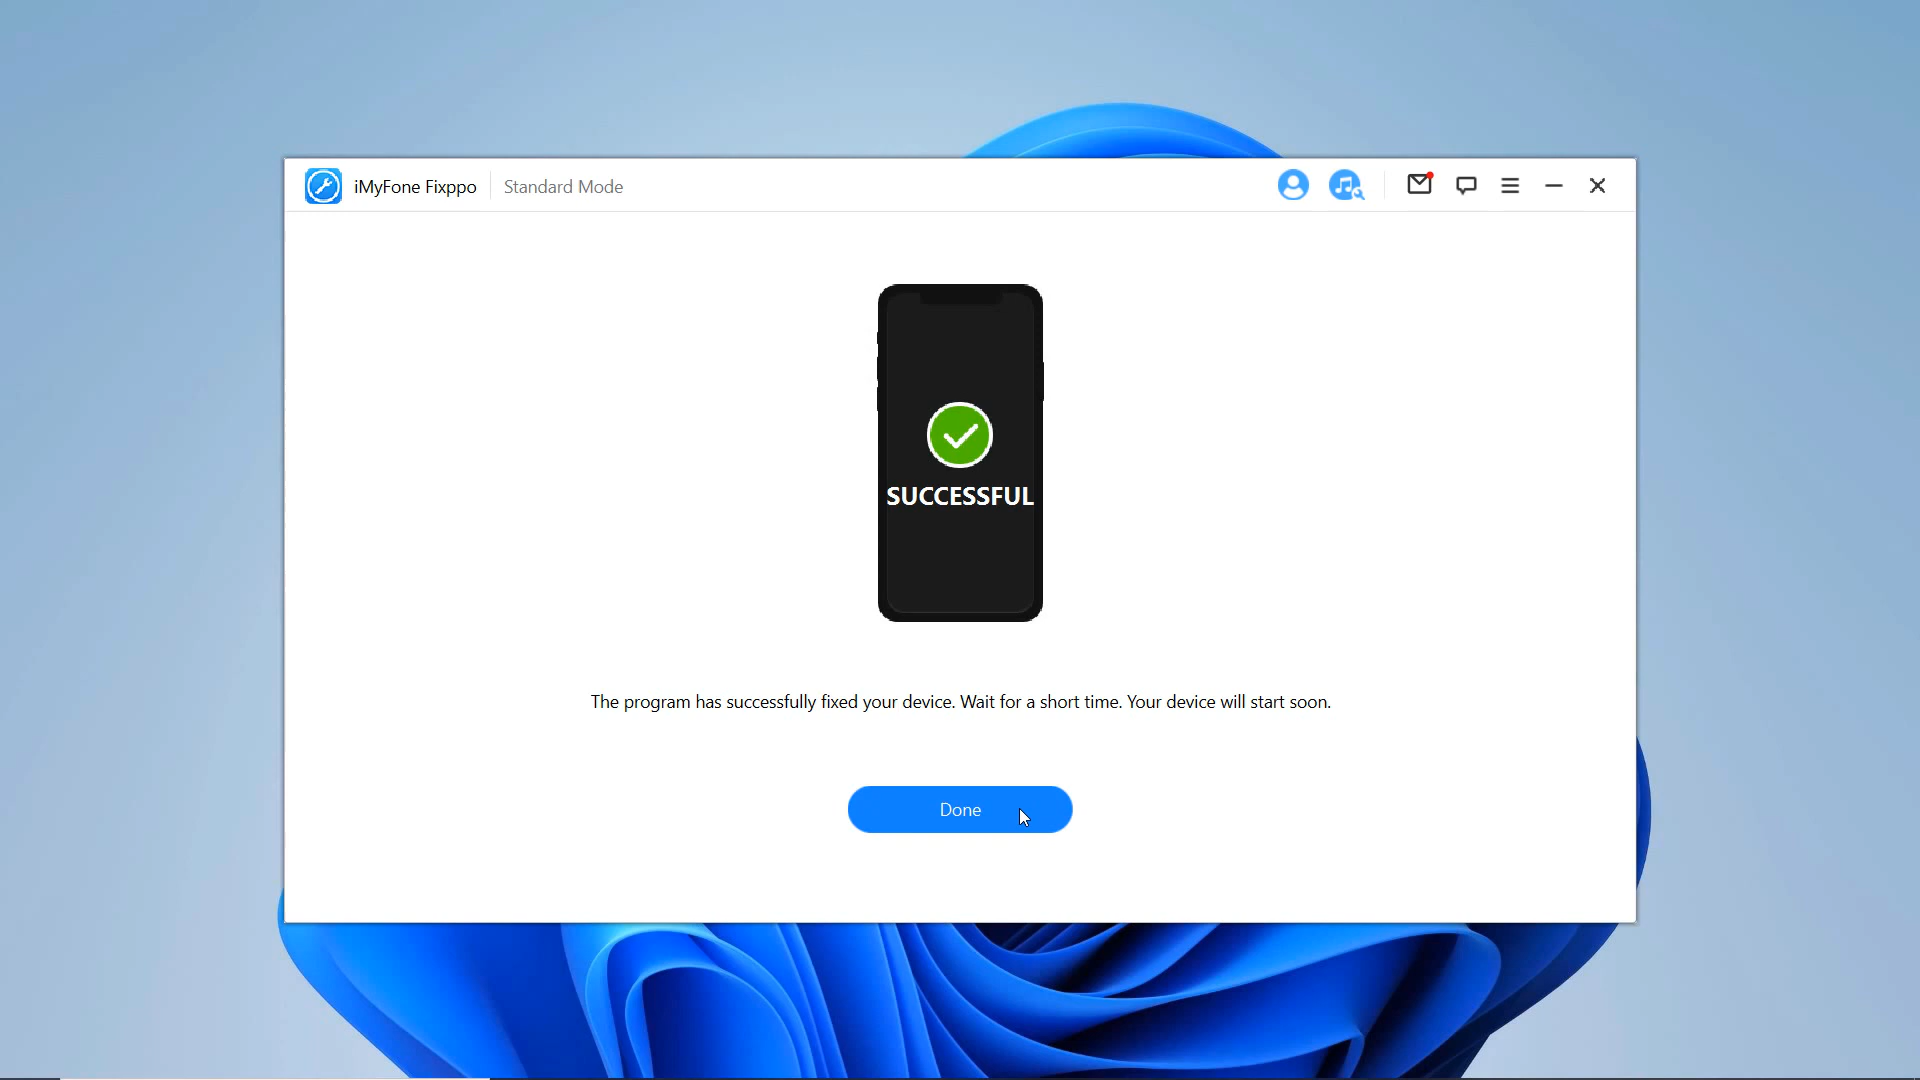 iMyFone Fixppo
Standard Mode
SUCCESSFUL
The program has successfully fixed your device. Wait for a short time. Your device will start soon.
Done